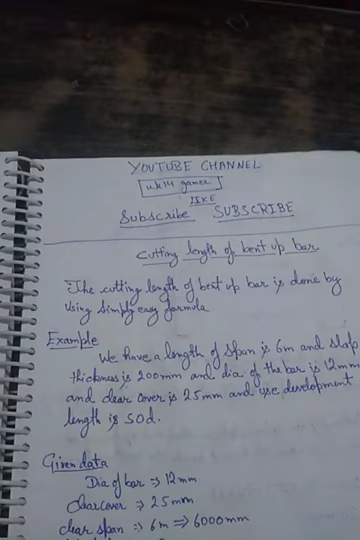 YOUTUBE CHANNEL
uk14 gamer
LIKE
Subscribe SUBSCRIBE
Cutting length of bent up bar
The cutting length of bent up bar is done by
Using Simply easy formula
Example
We have a length of span is 6m and slap
thickness is 200mm and dia of the bar is 12mm
and clear cover is 25mm and use development
length is 50d.
Given data
Dia of bar => 12mm
Clear cover => 25mm
clear span => 6m => 6000mm